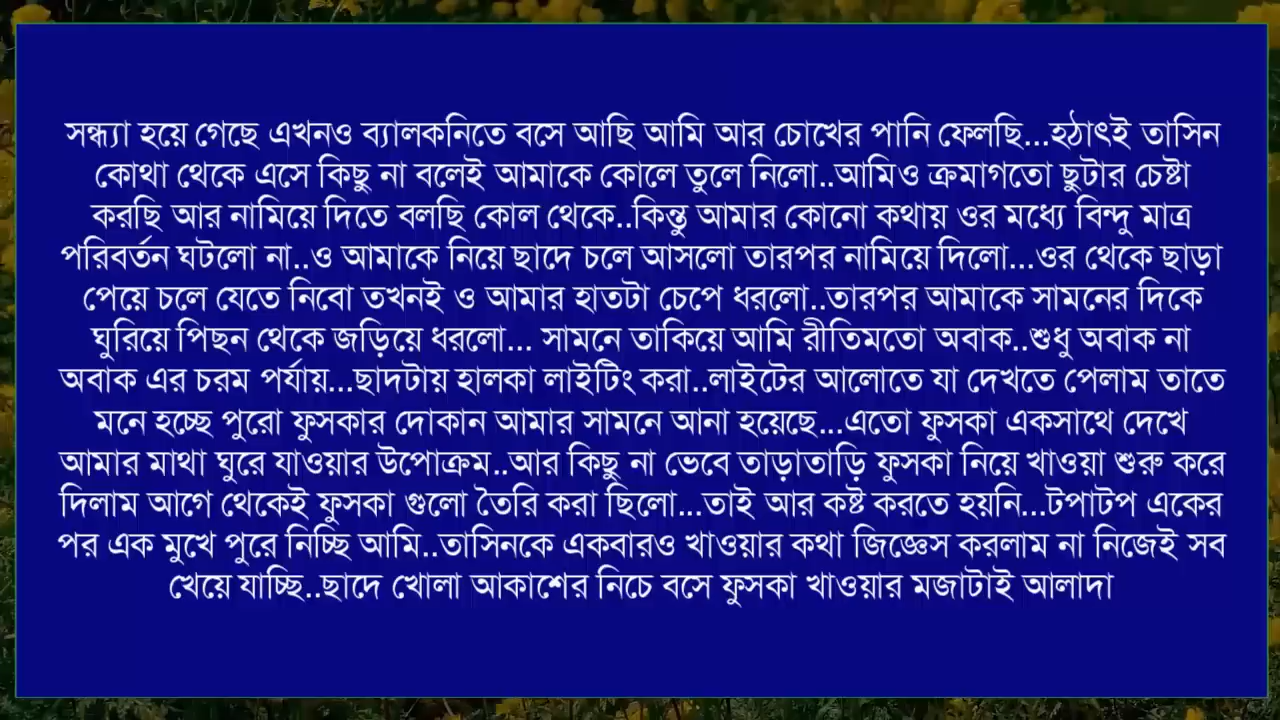 সন্ধ্যা হয়ে গেছে এখনও ব্যালকনিতে বসে আছি আমি আর চোখের পানি ফেলছি...হঠাৎই তাসিন
কোথা থেকে এসে কিছু না বলেই আমাকে কোলে তুলে নিলো..আমিও ক্রমাগতো ছুটার চেষ্টা
করছি আর নামিয়ে দিতে বলছি কোল থেকে..কিন্তু আমার কোনো কথায় ওর মধ্যে বিন্দু মাত্র
পরিবর্তন ঘটলো না..ও আমাকে নিয়ে ছাদে চলে আসলো তারপর নামিয়ে দিলো...ওর থেকে ছাড়া
পেয়ে চলে যেতে নিবো তখনই ও আমার হাতটা চেপে ধরলো..তারপর আমাকে সামনের দিকে
ঘুরিয়ে পিছন থেকে জড়িয়ে ধরলো... সামনে তাকিয়ে আমি রীতিমতো অবাক..শুধু অবাক না
অবাক এর চরম পর্যায়...ছাদটায় হালকা লাইটিং করা..লাইটের আলোতে যা দেখতে পেলাম তাতে
মনে হচ্ছে পুরো ফুসকার দোকান আমার সামনে আনা হয়েছে...এতো ফুসকা একসাথে দেখে
আমার মাথা ঘুরে যাওয়ার উপোক্রম..আর কিছু না ভেবে তাড়াতাড়ি ফুসকা নিয়ে খাওয়া শুরু করে
দিলাম আগে থেকেই ফুসকা গুলো তৈরি করা ছিলো...তাই আর কষ্ট করতে হয়নি...টপাটপ একের
পর এক মুখে পুরে নিচ্ছি আমি..তাসিনকে একবারও খাওয়ার কথা জিজ্ঞেস করলাম না নিজেই সব
খেয়ে যাচ্ছি..ছাদে খোলা আকাশের নিচে বসে ফুসকা খাওয়ার মজাটাই আলাদা